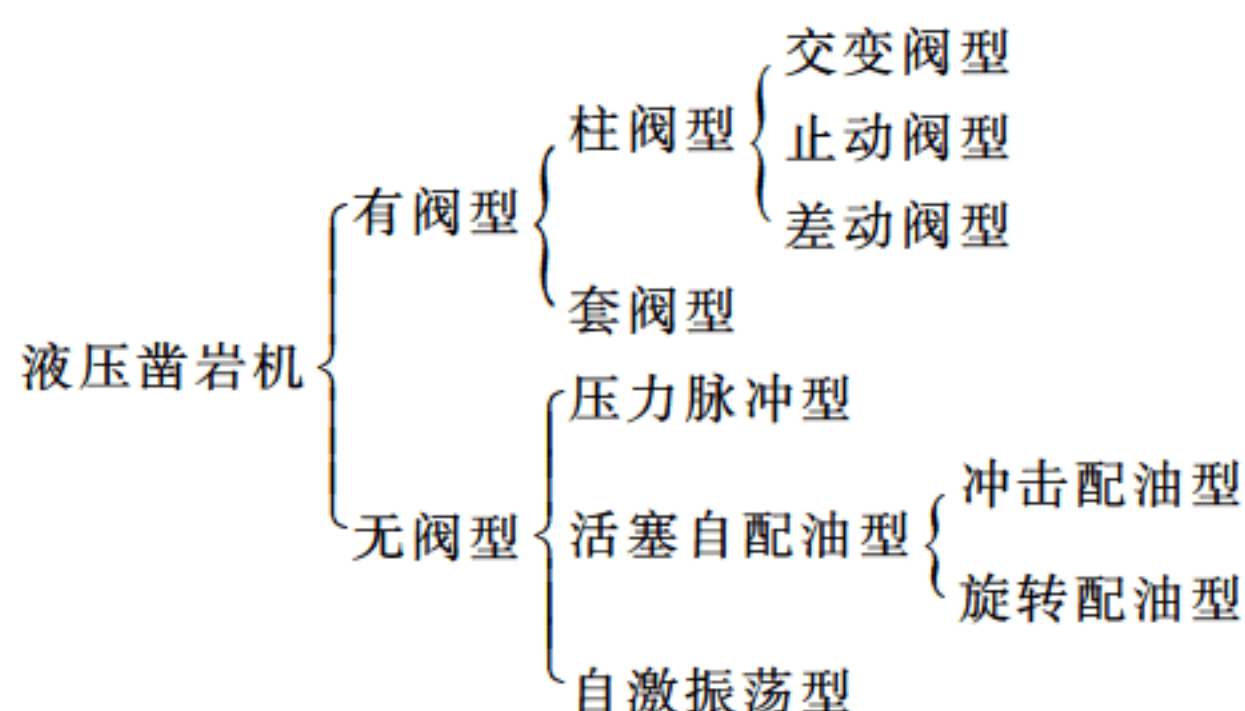 液压凿岩机
有阀型
柱阀型
交变阀型
止动阀型
差动阀型
套阀型
无阀型
压力脉冲型
活塞自配油型
冲击配油型
旋转配油型
自激振荡型